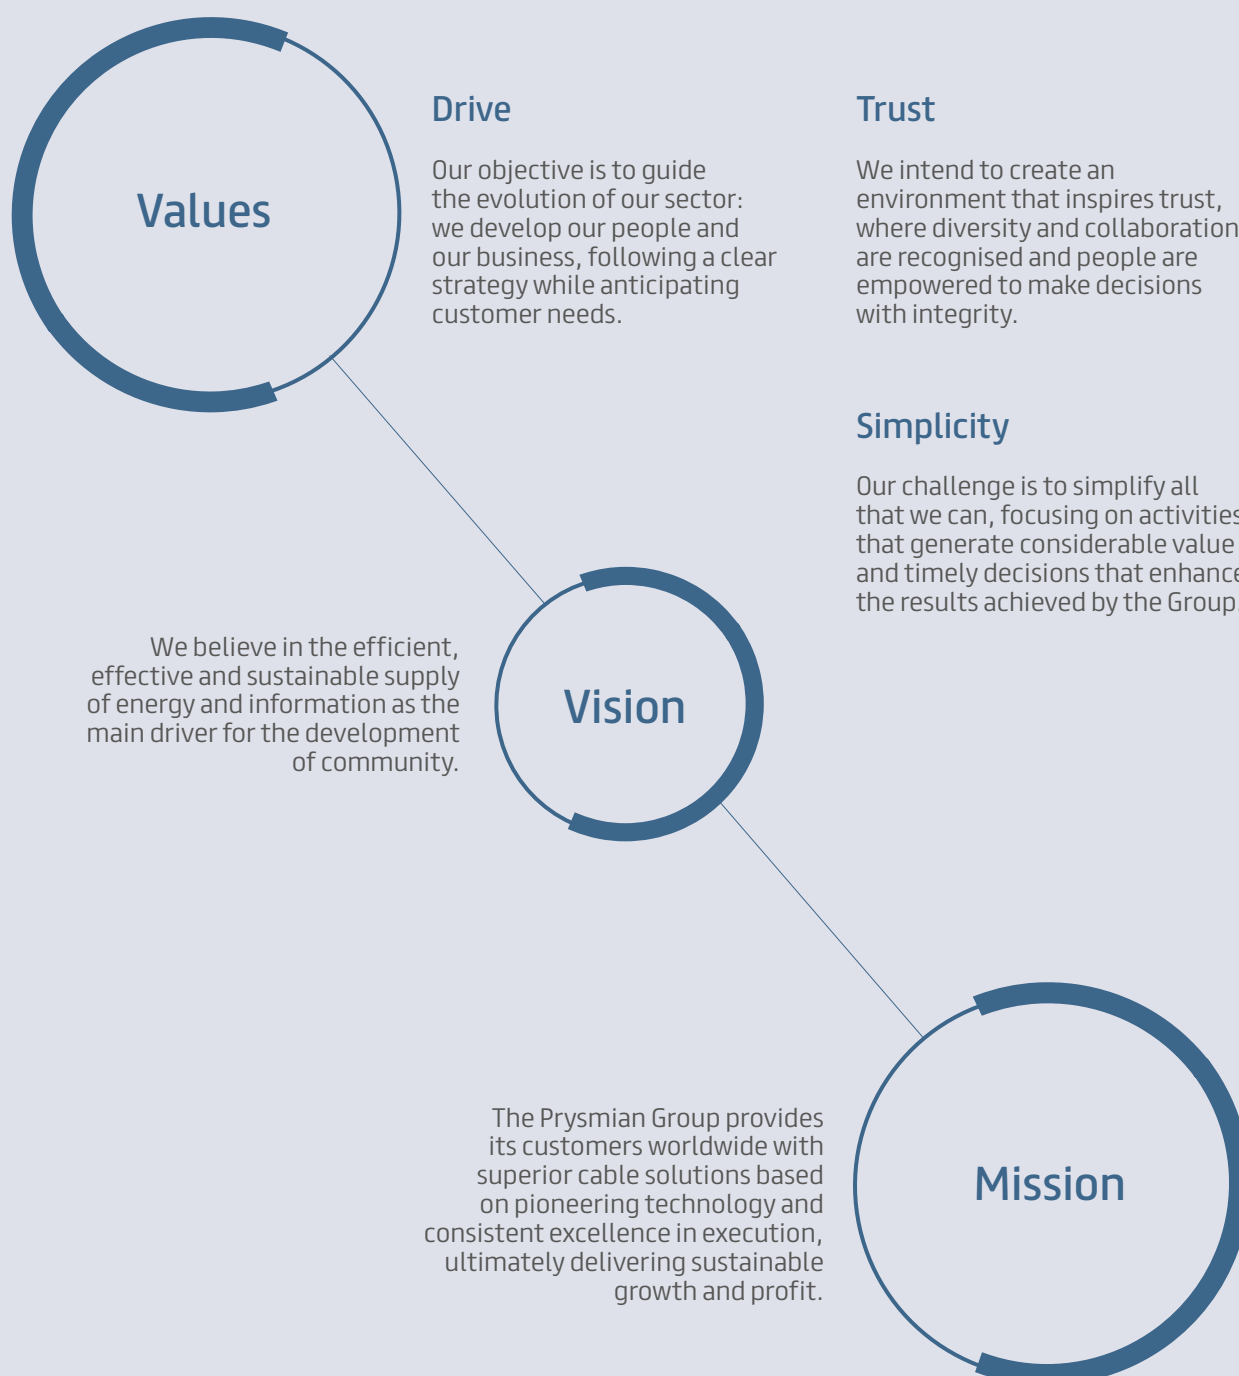 Values
Drive
Our objective is to guide
the evolution of our sector:
we develop our people and
our business, following a clear
strategy while anticipating
customer needs.
Trust
We intend to create an
environment that inspires trust,
where diversity and collaboration
are recognised and people are
empowered to make decisions
with integrity.
Simplicity
Our challenge is to simplify all
that we can, focusing on activities
that generate considerable value
and timely decisions that enhance
the results achieved by the Group.
We believe in the efficient,
effective and sustainable supply
of energy and information as the
main driver for the development
of community.
Vision
The Prysmian Group provides
its customers worldwide with
superior cable solutions based
on pioneering technology and
consistent excellence in execution,
ultimately delivering sustainable
growth and profit.
Mission